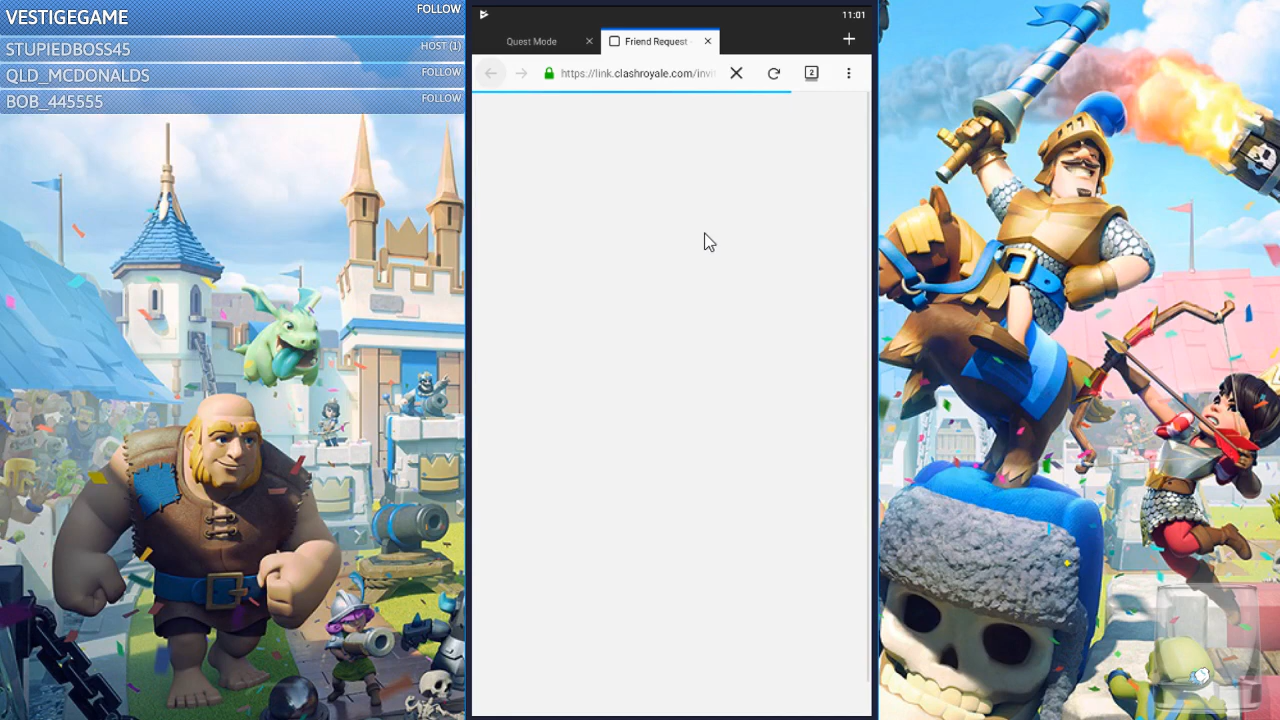 VESTIGEGAME FOLLOW
STUPIEDBOSS45 HOST (1)
QLD_MCDONALDS FOLLOW
BOB_445555 FOLLOW
11:01
Quest Mode
Friend Request
https://link.clashroyale.com/invi
2